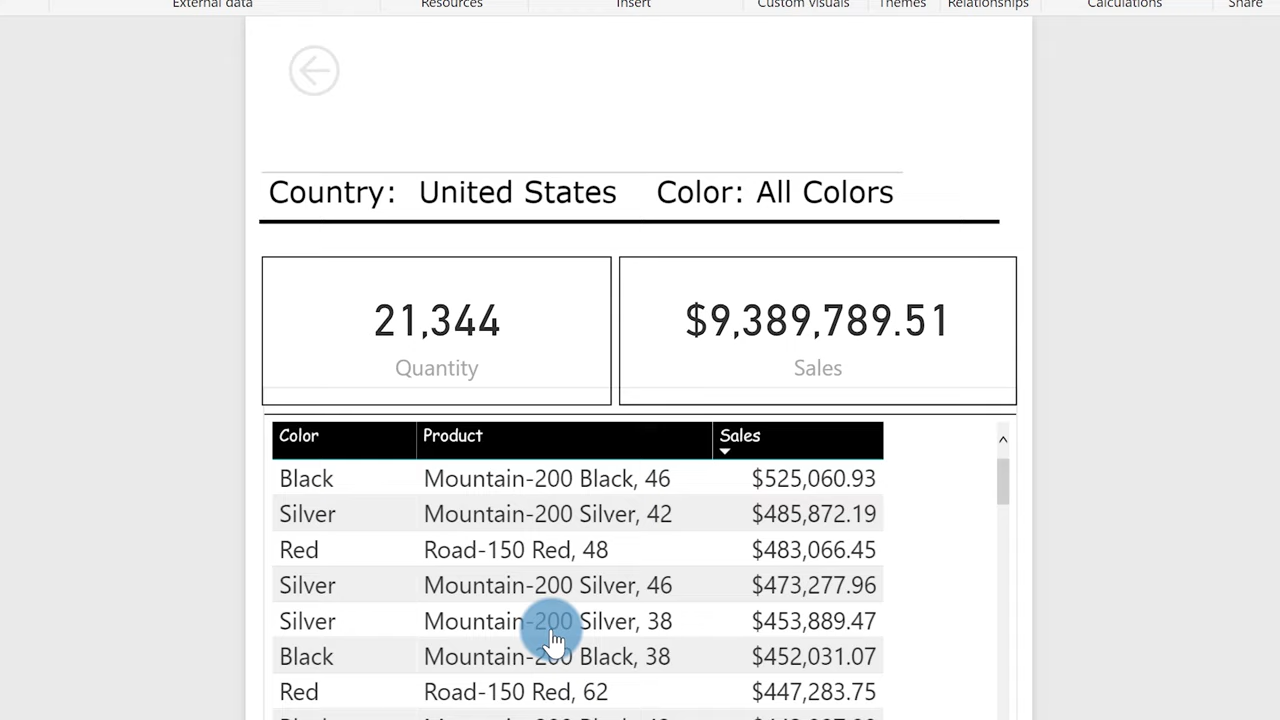 External data Resources Insert Custom visuals Themes Relationships Calculations Share
Country: United States Color: All Colors
21,344 $9,389,789.51
Quantity Sales
Color Product Sales
Black Mountain-200 Black, 46 $525,060.93
Silver Mountain-200 Silver, 42 $485,872.19
Red Road-150 Red, 48 $483,066.45
Silver Mountain-200 Silver, 46 $473,277.96
Silver Mountain-200 Silver, 38 $453,889.47
Black Mountain-200 Black, 38 $452,031.07
Red Road-150 Red, 62 $447,283.75